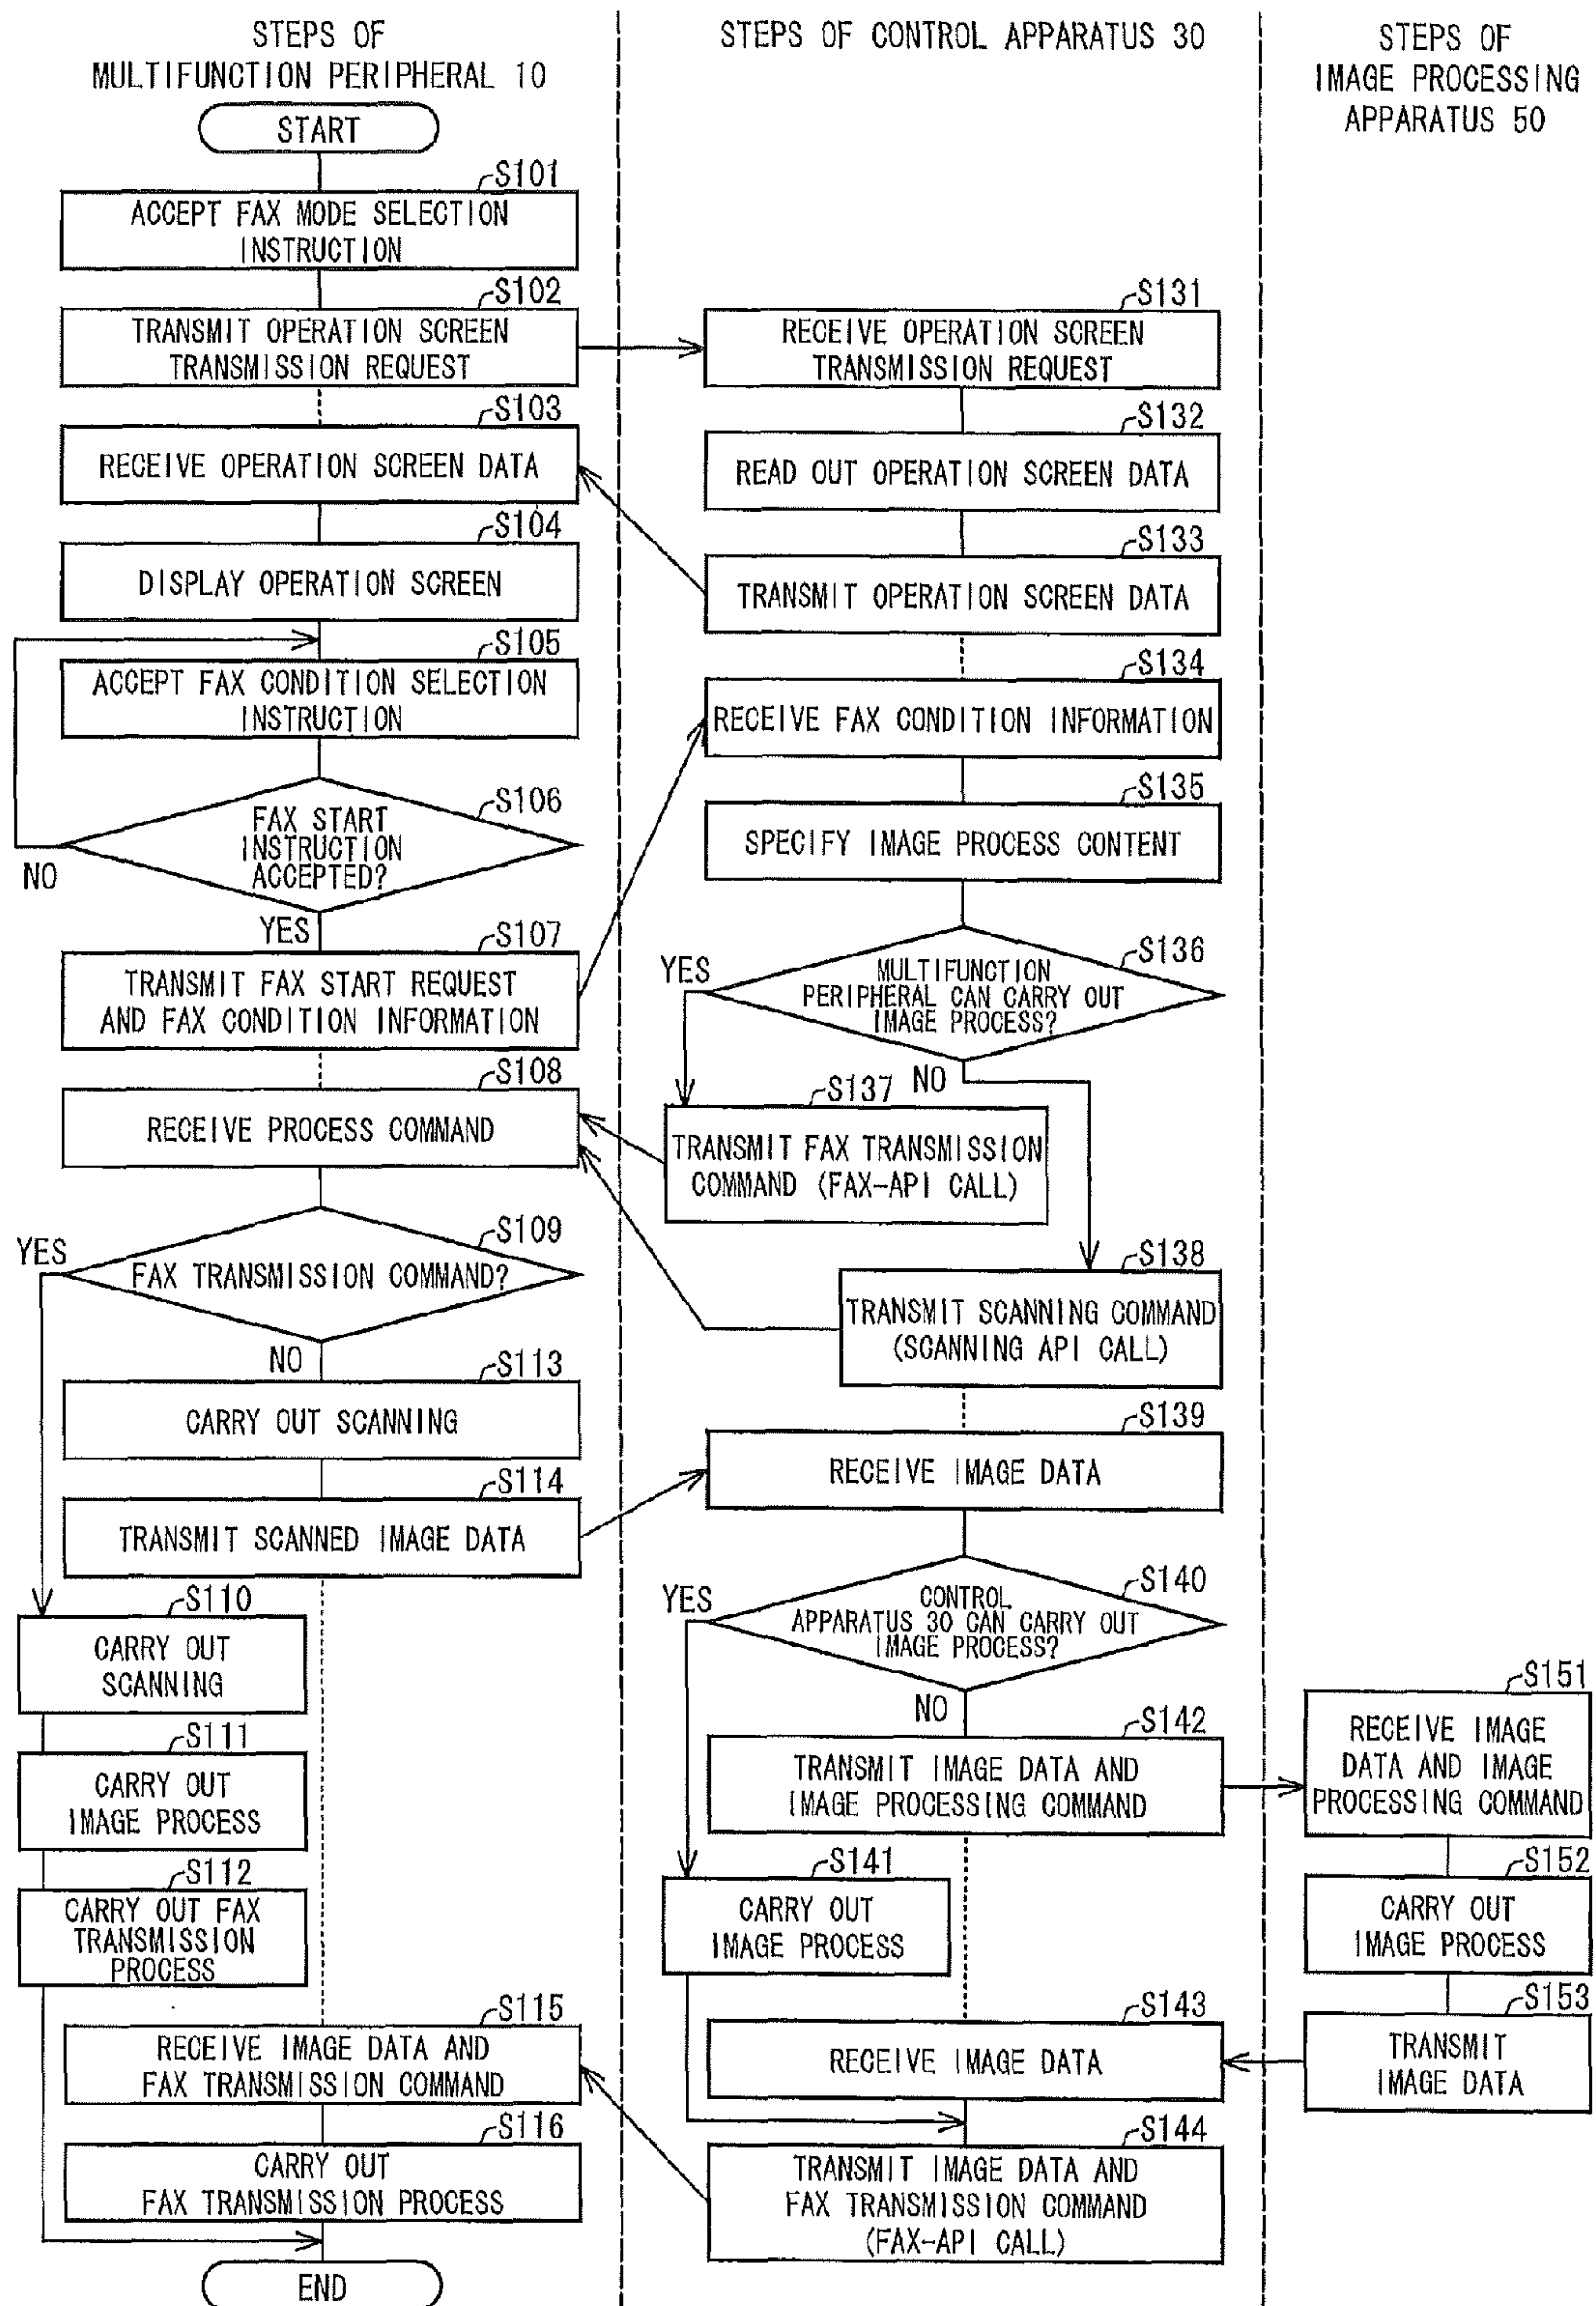 STEPS OF
MULTIFUNCTION PERIPHERAL 10
START
S101
ACCEPT FAX MODE SELECTION
INSTRUCTION
S102
TRANSMIT OPERATION SCREEN
TRANSMISSION REQUEST
S103
RECEIVE OPERATION SCREEN DATA
S104
DISPLAY OPERATION SCREEN
S105
ACCEPT FAX CONDITION SELECTION
INSTRUCTION
S106
FAX START
INSTRUCTION
ACCEPTED?
NO
YES
S107
TRANSMIT FAX START REQUEST
AND FAX CONDITION INFORMATION
S108
RECEIVE PROCESS COMMAND
S109
YES
FAX TRANSMISSION COMMAND?
NO
S113
CARRY OUT SCANNING
S114
TRANSMIT SCANNED IMAGE DATA
S110
CARRY OUT
SCANNING
S111
CARRY OUT
IMAGE PROCESS
S112
CARRY OUT FAX
TRANSMISSION
PROCESS
S115
RECEIVE IMAGE DATA AND
FAX TRANSMISSION COMMAND
S116
CARRY OUT
FAX TRANSMISSION PROCESS
END
STEPS OF CONTROL APPARATUS 30
S131
RECEIVE OPERATION SCREEN
TRANSMISSION REQUEST
S132
READ OUT OPERATION SCREEN DATA
S133
TRANSMIT OPERATION SCREEN DATA
S134
RECEIVE FAX CONDITION INFORMATION
S135
SPECIFY IMAGE PROCESS CONTENT
S136
YES
MULTIFUNCTION
PERIPHERAL CAN CARRY OUT
IMAGE PROCESS?
NO
S137
TRANSMIT FAX TRANSMISSION
COMMAND (FAX-API CALL)
S138
TRANSMIT SCANNING COMMAND
(SCANNING API CALL)
S139
RECEIVE IMAGE DATA
S140
YES
CONTROL
APPARATUS 30 CAN CARRY OUT
IMAGE PROCESS?
NO
S142
TRANSMIT IMAGE DATA AND
IMAGE PROCESSING COMMAND
S141
CARRY OUT
IMAGE PROCESS
S143
RECEIVE IMAGE DATA
S144
TRANSMIT IMAGE DATA AND
FAX TRANSMISSION COMMAND
(FAX-API CALL)
STEPS OF
IMAGE PROCESSING
APPARATUS 50
S151
RECEIVE IMAGE
DATA AND IMAGE
PROCESSING COMMAND
S152
CARRY OUT
IMAGE PROCESS
S153
TRANSMIT
IMAGE DATA